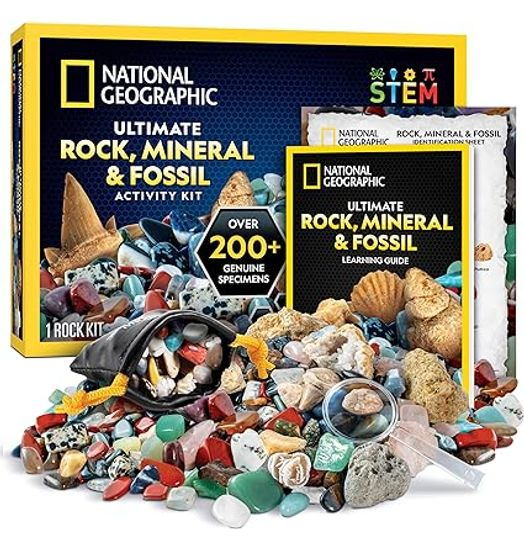 NATIONAL
GEOGRAPHIC
STEM
ULTIMATE
ROCK, MINERAL
& FOSSIL
ACTIVITY KIT
OVER
200+
GENUINE
SPECIMENS
1 ROCK KIT
NATIONAL
GEOGRAPHIC
ROCK, MINERAL & FOSSIL
IDENTIFICATION SHEET
NATIONAL
GEOGRAPHIC
ULTIMATE
ROCK, MINERAL
& FOSSIL
LEARNING GUIDE